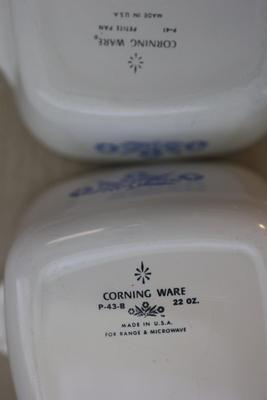 MADE IN U.S.A.
P-41 PETITE PAN
CORNING WARE®
CORNING WARE
P-43-B 22 OZ.
MADE IN U.S.A.
FOR RANGE & MICROWAVE